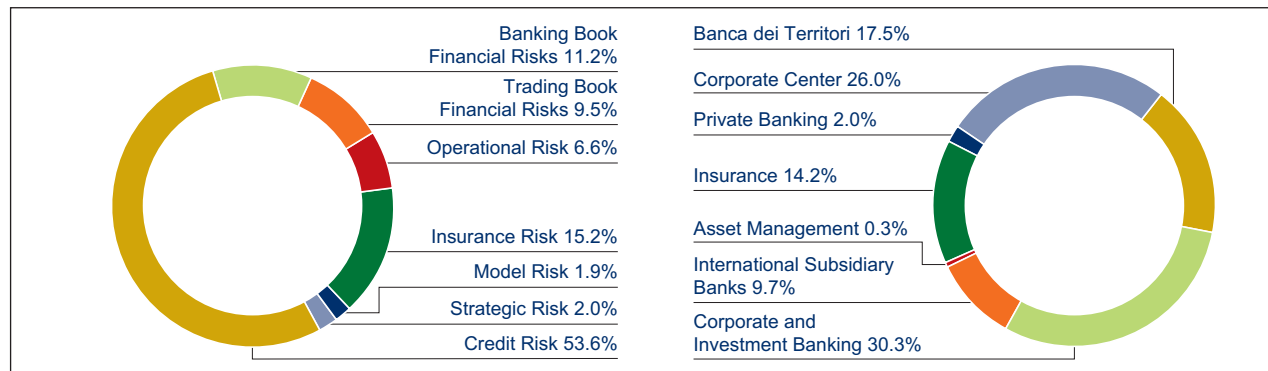 Banking Book
Financial Risks 11.2%
Trading Book
Financial Risks 9.5%
Operational Risk 6.6%
Insurance Risk 15.2%
Model Risk 1.9%
Strategic Risk 2.0%
Credit Risk 53.6%
Banca dei Territori 17.5%
Corporate Center 26.0%
Private Banking 2.0%
Insurance 14.2%
Asset Management 0.3%
International Subsidiary
Banks 9.7%
Corporate and
Investment Banking 30.3%